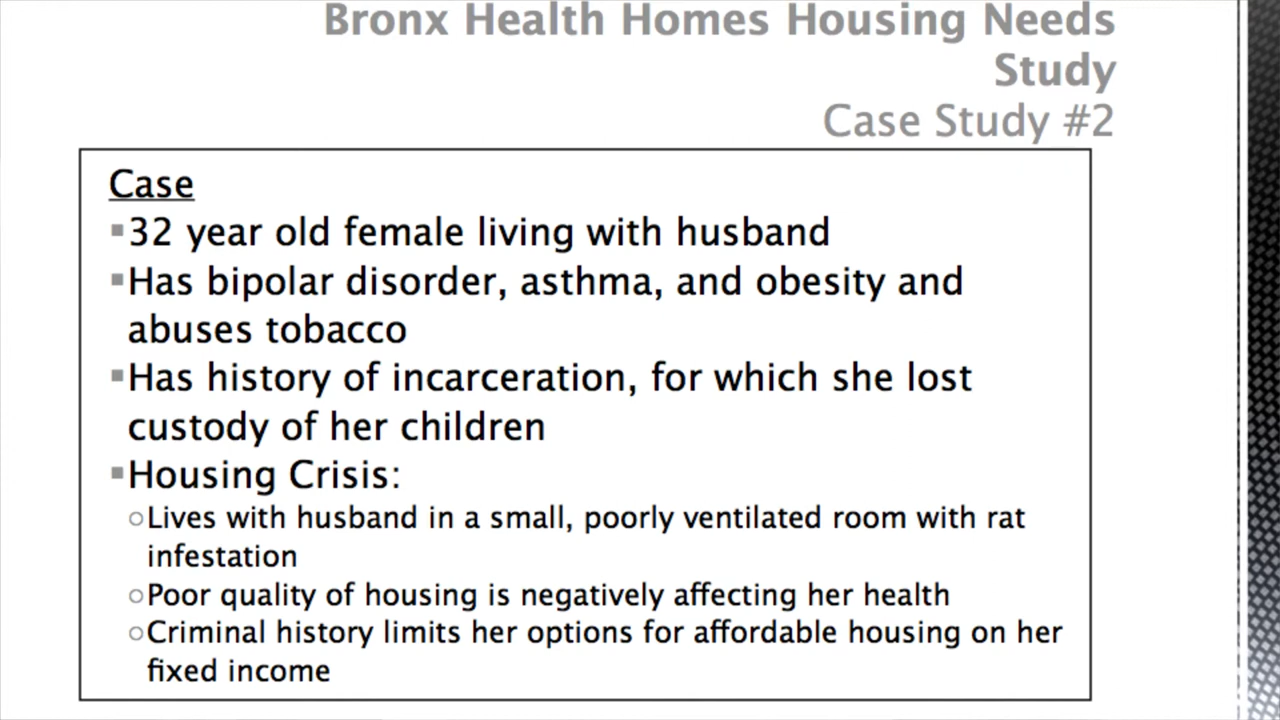 Bronx Health Homes Housing Needs
Study
Case Study #2
Case
▪32 year old female living with husband
▪Has bipolar disorder, asthma, and obesity and
abuses tobacco
▪Has history of incarceration, for which she lost
custody of her children
▪Housing Crisis:
○Lives with husband in a small, poorly ventilated room with rat
infestation
○Poor quality of housing is negatively affecting her health
○Criminal history limits her options for affordable housing on her
fixed income